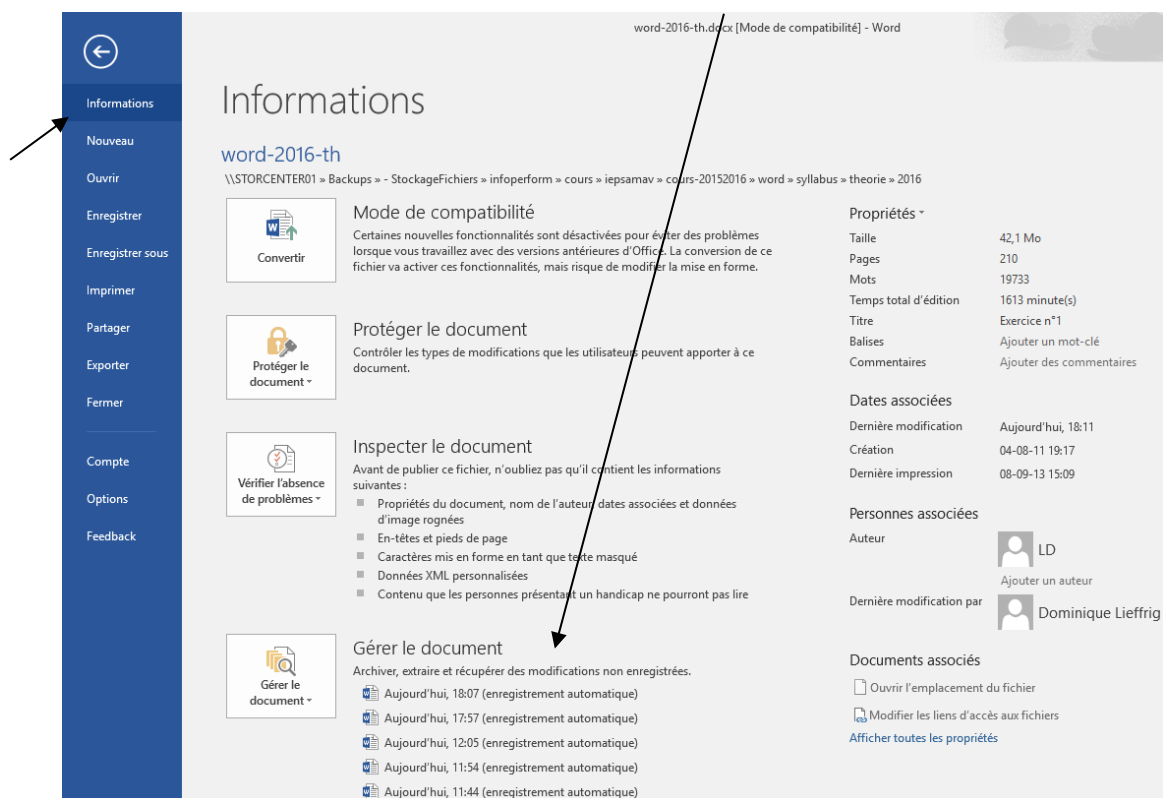 word-2016-th.docx [Mode de compatibilité] - Word
Informations
Nouveau
Ouvrir
Enregistrer
Enregistrer sous
Imprimer
Partager
Exporter
Fermer
Compte
Options
Feedback
Informations
word-2016-th
\\STORCENTER01 » Backups » - StockageFichiers » infoperform » cours » iepsamav » cours-20152016 » word » syllabus » theorie » 2016
Convertir
Mode de compatibilité
Certaines nouvelles fonctionnalités sont désactivées pour éviter des problèmes
lorsque vous travaillez avec des versions antérieures d'Office. La conversion de ce
fichier va activer ces fonctionnalités, mais risque de modifier la mise en forme.
Protéger le
document
Protéger le document
Contrôler les types de modifications que les utilisateurs peuvent apporter à ce
document.
Vérifier l'absence
de problèmes
Inspecter le document
Avant de publier ce fichier, n'oubliez pas qu'il contient les informations
suivantes :
Propriétés du document, nom de l'auteur, dates associées et données
d'image rognées
En-têtes et pieds de page
Caractères mis en forme en tant que texte masqué
Données XML personnalisées
Contenu que les personnes présentant un handicap ne pourront pas lire
Gérer le
document
Gérer le document
Archiver, extraire et récupérer des modifications non enregistrées.
Aujourd'hui, 18:07 (enregistrement automatique)
Aujourd'hui, 17:57 (enregistrement automatique)
Aujourd'hui, 12:05 (enregistrement automatique)
Aujourd'hui, 11:54 (enregistrement automatique)
Aujourd'hui, 11:44 (enregistrement automatique)
Propriétés
Taille 42,1 Mo
Pages 210
Mots 19733
Temps total d'édition 1613 minute(s)
Titre Exercice n°1
Balises Ajouter un mot-clé
Commentaires Ajouter des commentaires
Dates associées
Dernière modification Aujourd'hui, 18:11
Création 04-08-11 19:17
Dernière impression 08-09-13 15:09
Personnes associées
Auteur LD
Ajouter un auteur
Dernière modification par Dominique Lieffrig
Documents associés
Ouvrir l'emplacement du fichier
Modifier les liens d'accès aux fichiers
Afficher toutes les propriétés